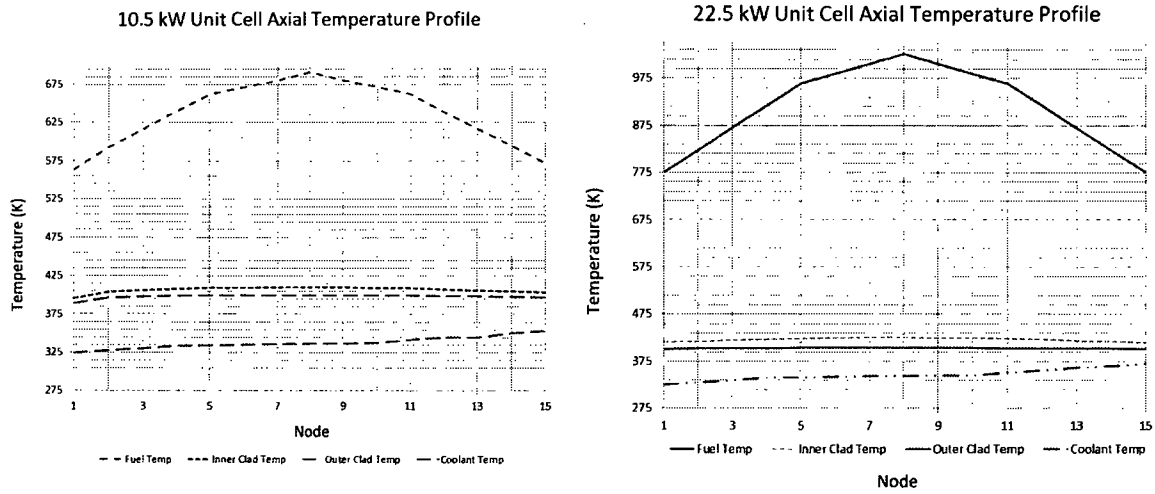 10.5 kW Unit Cell Axial Temperature Profile
Temperature (K)
675
625
575
525
475
425
375
325
275
1 3 5 7 9 11 13 15
Node
Fuel Temp Inner Clad Temp Outer Clad Temp Coolant Temp
22.5 kW Unit Cell Axial Temperature Profile
Temperature (K)
975
875
775
675
575
475
375
275
1 3 5 7 9 11 13 15
Fuel Temp Inner Clad Temp Outer Clad Temp Coolant Temp
Node